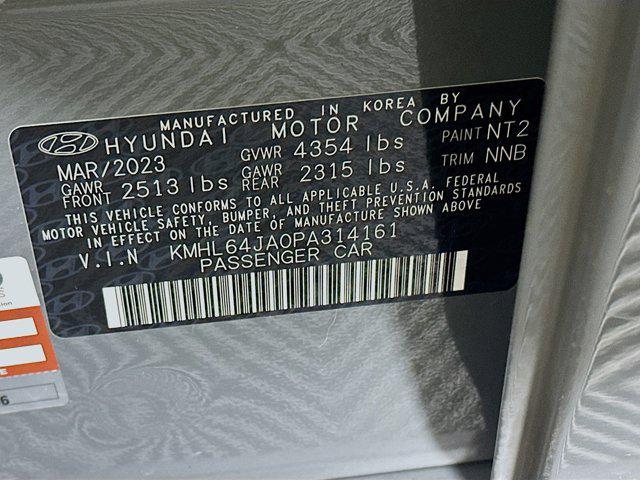 MANUFACTURED IN KOREA BY
HYUNDAI MOTOR COMPANY
MAR/2023 GVWR 4354 lbs PAINT NT2
GAWR FRONT 2513 lbs GAWR REAR 2315 lbs TRIM NNB
THIS VEHICLE CONFORMS TO ALL APPLICABLE U.S.A. FEDERAL
MOTOR VEHICLE SAFETY, BUMPER, AND THEFT PREVENTION STANDARDS
IN EFFECT ON THE DATE OF MANUFACTURE SHOWN ABOVE
V.I.N KMHL64JA0PA314161
PASSENGER CAR